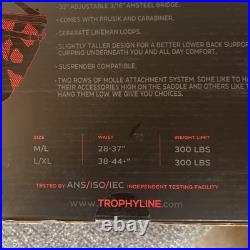 - 33" ADJUSTABLE 3/16" AMSTEEL BRIDGE.
- COMES WITH PRUSIK AND CARABINER.
- SEPARATE LINEMAN LOOPS.
- SLIGHTLY TALLER DESIGN FOR A BETTER LOWER BACK SUPPORT
CUPPING UNDERNEATH YOU AND ALL DAY COMFORT.
- SUSPENDER COMPATIBLE.
- TWO ROWS OF MOLLE ATTACHMENT SYSTEM. SOME LIKE TO HA
THEIR ACCESSORIES HIGH ON THE SADDLE AND OTHERS LIKE T
HANG THEM LOW. WE GIVE YOU CHOICES.
SIZE WAIST WEIGHT LIMIT
M/L 28-37" 300 LBS
L/XL 38-44+" 300 LBS
TESTED BY ANS/ISO/IEC INDEPENDENT TESTING FACILITY
WWW.TROPHYLINE.COM